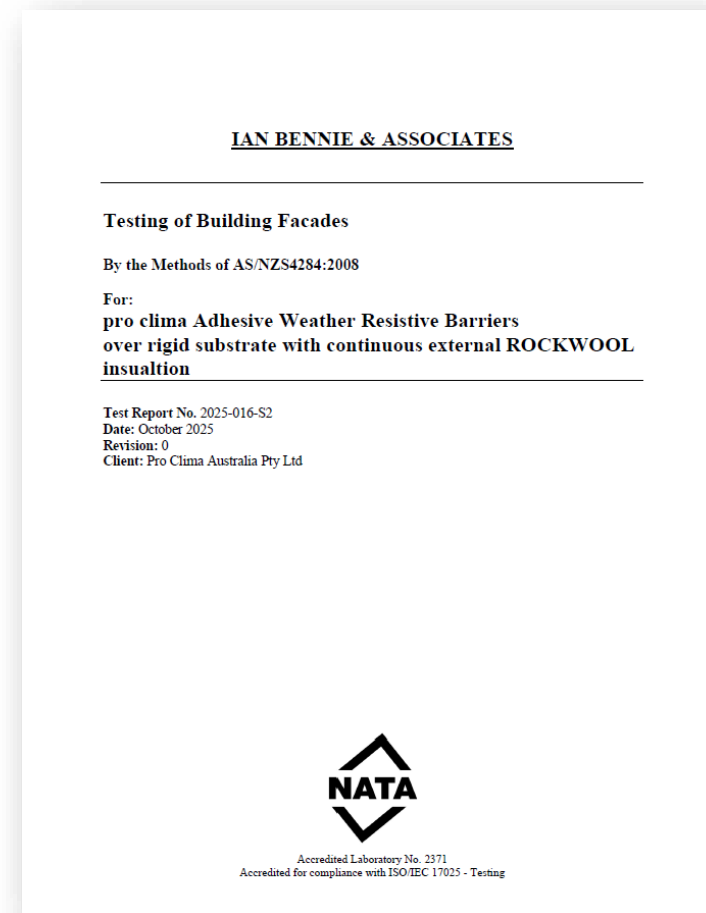 IAN BENNIE & ASSOCIATES
Testing of Building Facades
By the Methods of AS/NZS4284:2008
For:
pro clima Adhesive Weather Resistive Barriers
over rigid substrate with continuous external ROCKWOOL
insualtion
Test Report No. 2025-016-S2
Date: October 2025
Revision: 0
Client: Pro Clima Australia Pty Ltd
NATA
Accredited Laboratory No. 2371
Accredited for compliance with ISO/IEC 17025 - Testing